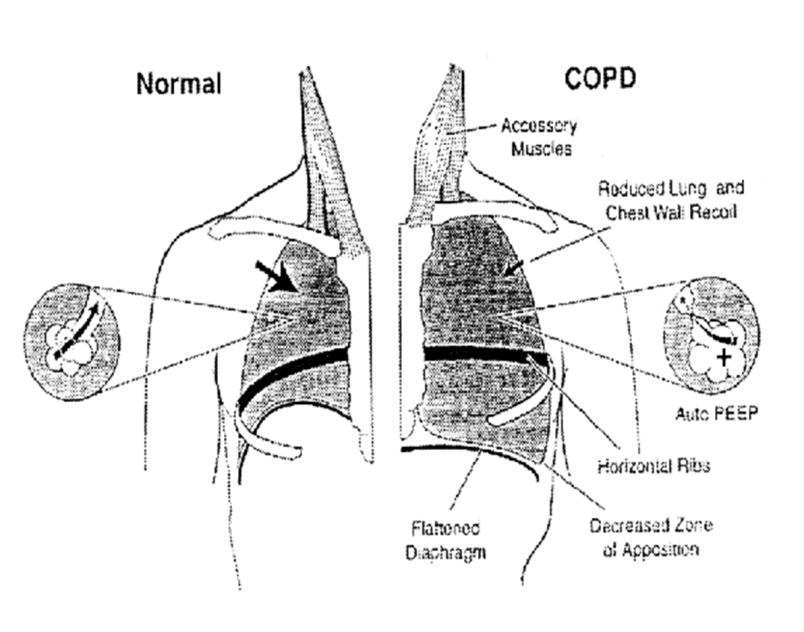 Normal
COPD
Accessory
Muscles
Reduced Lung and
Chest Wall Recoil
+
Auto PEEP
Horizontal Ribs
Flattened
Diaphragm
Decreased Zone
of Apposition